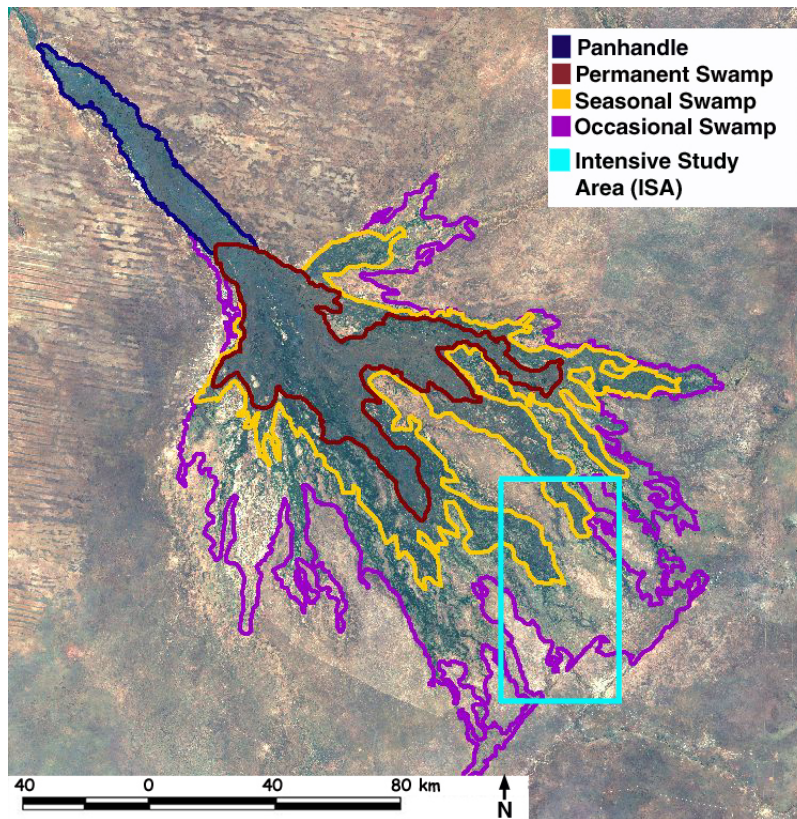 Panhandle
Permanent Swamp
Seasonal Swamp
Occasional Swamp
Intensive Study
Area (ISA)
40 0 40 80 km
N